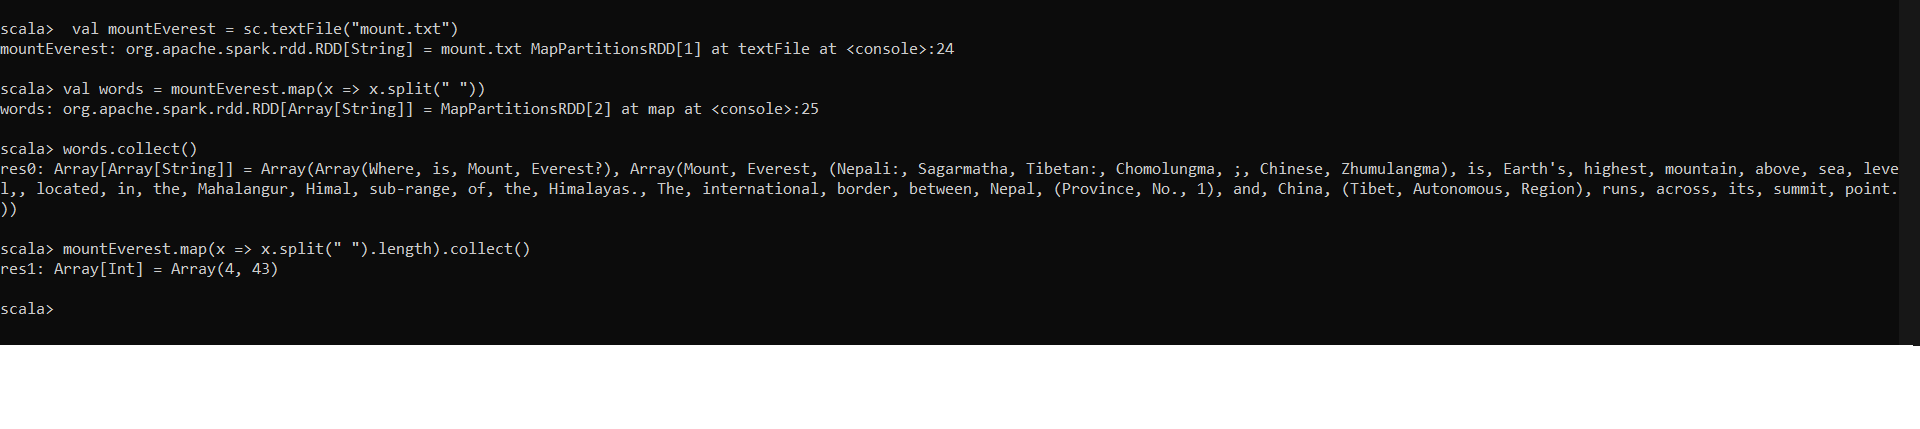 scala>  val mountEverest = sc.textFile("mount.txt")
mountEverest: org.apache.spark.rdd.RDD[String] = mount.txt MapPartitionsRDD[1] at textFile at <console>:24
scala> val words = mountEverest.map(x => x.split(" "))
words: org.apache.spark.rdd.RDD[Array[String]] = MapPartitionsRDD[2] at map at <console>:25
scala> words.collect()
res0: Array[Array[String]] = Array(Array(Where, is, Mount, Everest?), Array(Mount, Everest, (Nepali:, Sagarmatha, Tibetan:, Chomolungma, ;, Chinese, Zhumulangma), is, Earth's, highest, mountain, above, sea, leve
l,, located, in, the, Mahalangur, Himal, sub-range, of, the, Himalayas., The, international, border, between, Nepal, (Province, No., 1), and, China, (Tibet, Autonomous, Region), runs, across, its, summit, point.
))
scala> mountEverest.map(x => x.split(" ").length).collect()
res1: Array[Int] = Array(4, 43)
scala>